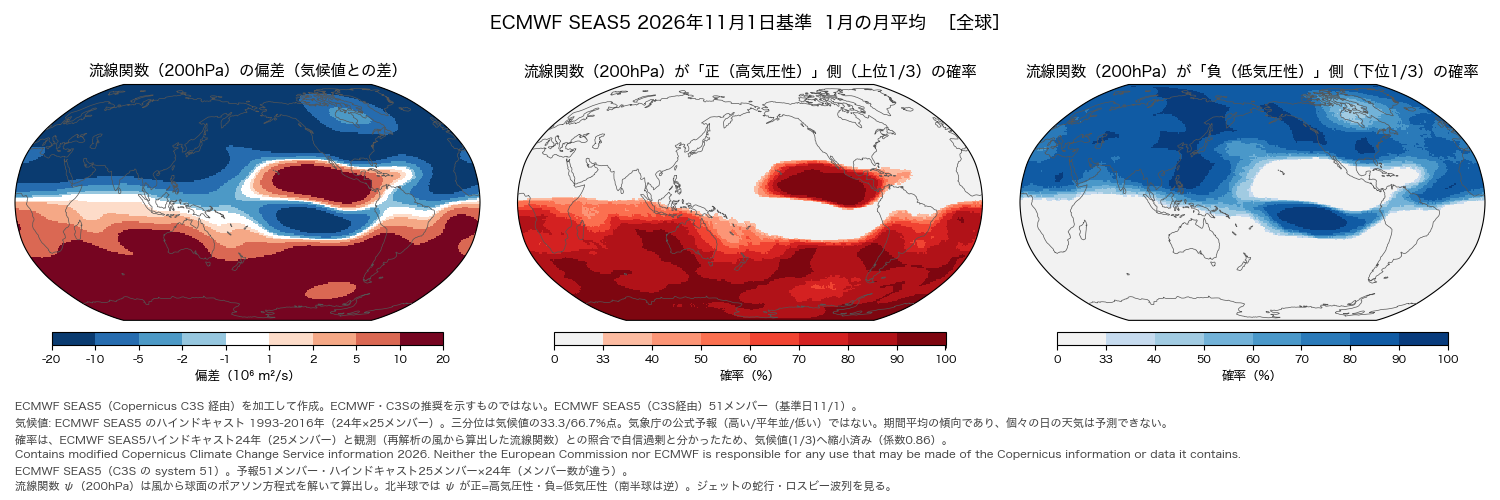 ECMWF SEAS5 2026年11月1日基準 1月の月平均 ［全球］
流線関数（200hPa）の偏差（気候値との差）
流線関数（200hPa）が「正（高気圧性）」側（上位1/3）の確率
流線関数（200hPa）が「負（低気圧性）」側（下位1/3）の確率
-20 -10 -5 -2 -1 1 2 5 10 20
偏差（10⁶ m²/s）
0 33 40 50 60 70 80 90 100
確率（%）
0 33 40 50 60 70 80 90 100
確率（%）
ECMWF SEAS5（Copernicus C3S 経由）を加工して作成。ECMWF・C3Sの推奨を示すものではない。ECMWF SEAS5（C3S経由）51メンバー（基準日11/1）。
気候値: ECMWF SEAS5 のハインドキャスト 1993-2016年（24年×25メンバー）。三分位は気候値の33.3/66.7%点。気象庁の公式予報（高い/平年並/低い）ではない。期間平均の傾向であり、個々の日の天気は予測できない。
確率は、ECMWF SEAS5ハインドキャスト24年（25メンバー）と観測（再解析の風から算出した流線関数）との照合で自信過剰と分かったため、気候値(1/3)へ縮小済み（係数0.86）。
Contains modified Copernicus Climate Change Service information 2026. Neither the European Commission nor ECMWF is responsible for any use that may be made of the Copernicus information or data it contains.
ECMWF SEAS5（C3S の system 51）。予報51メンバー・ハインドキャスト25メンバー×24年（メンバー数が違う）。
流線関数 ψ（200hPa）は風から球面のポアソン方程式を解いて算出し。北半球では ψ が正=高気圧性・負=低気圧性（南半球は逆）。ジェットの蛇行・ロスビー波列を見る。